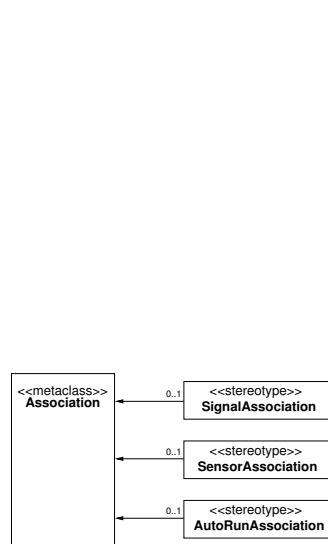 <<metaclass>>
Association
0..1
<<stereotype>>
SignalAssociation
0..1
<<stereotype>>
SensorAssociation
0..1
<<stereotype>>
AutoRunAssociation